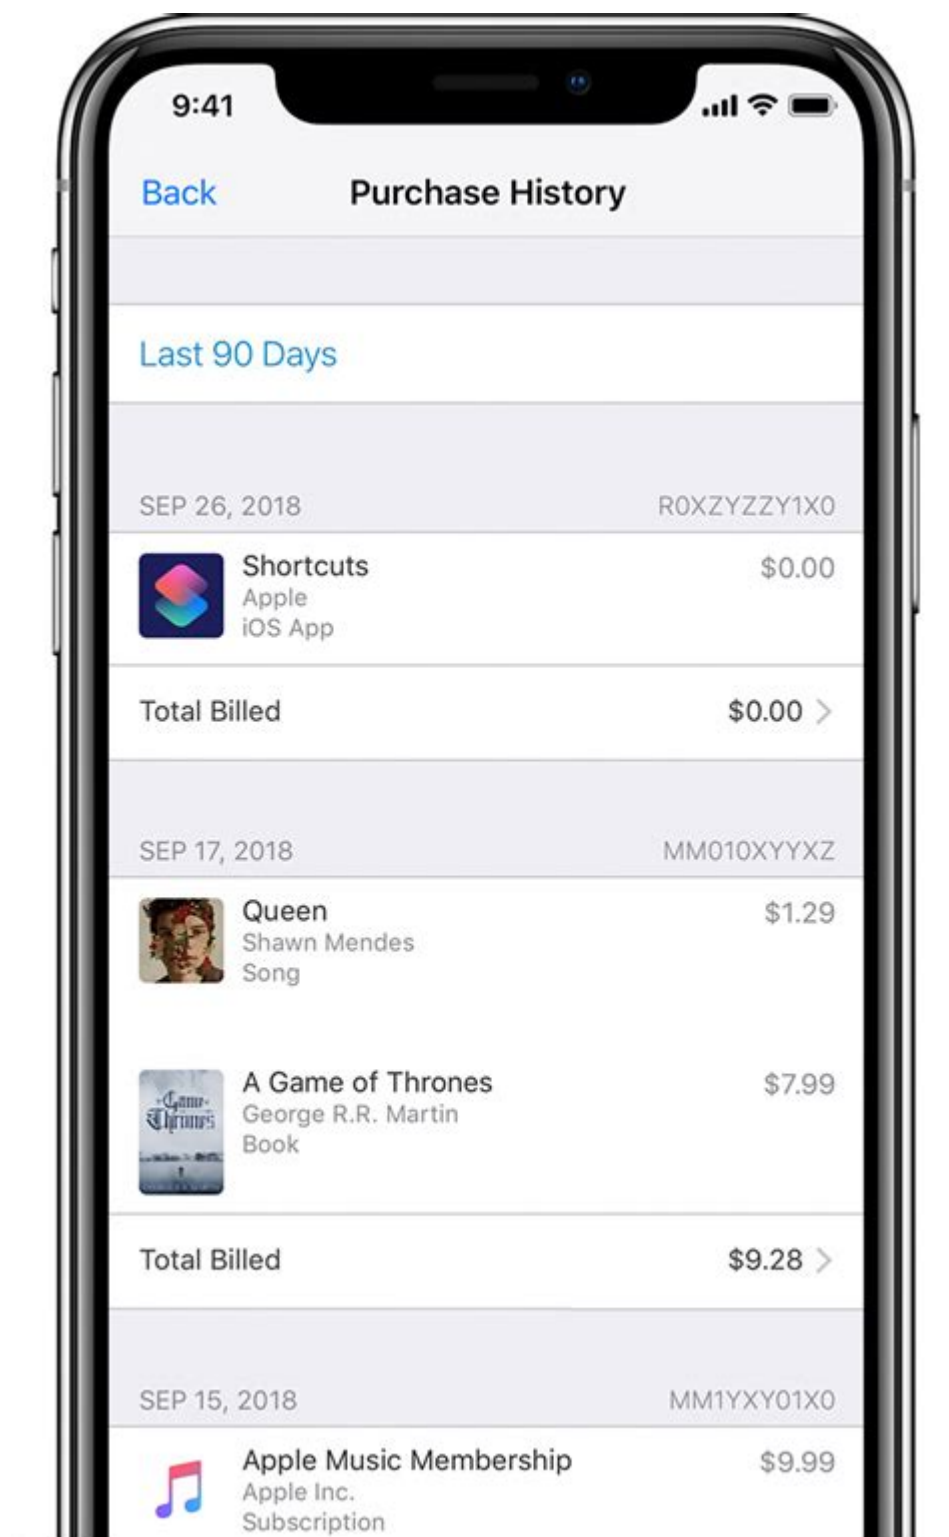 9:41
Back Purchase History
Last 90 Days
SEP 26, 2018 R0XZYZZY1X0
Shortcuts $0.00
Apple
iOS App
Total Billed $0.00
SEP 17, 2018 MM010XYYXZ
Queen $1.29
Shawn Mendes
Song
A Game of Thrones $7.99
George R.R. Martin
Book
Game
Thrones
Total Billed $9.28
SEP 15, 2018 MM1YXY01X0
Apple Music Membership $9.99
Apple Inc.
Subscription